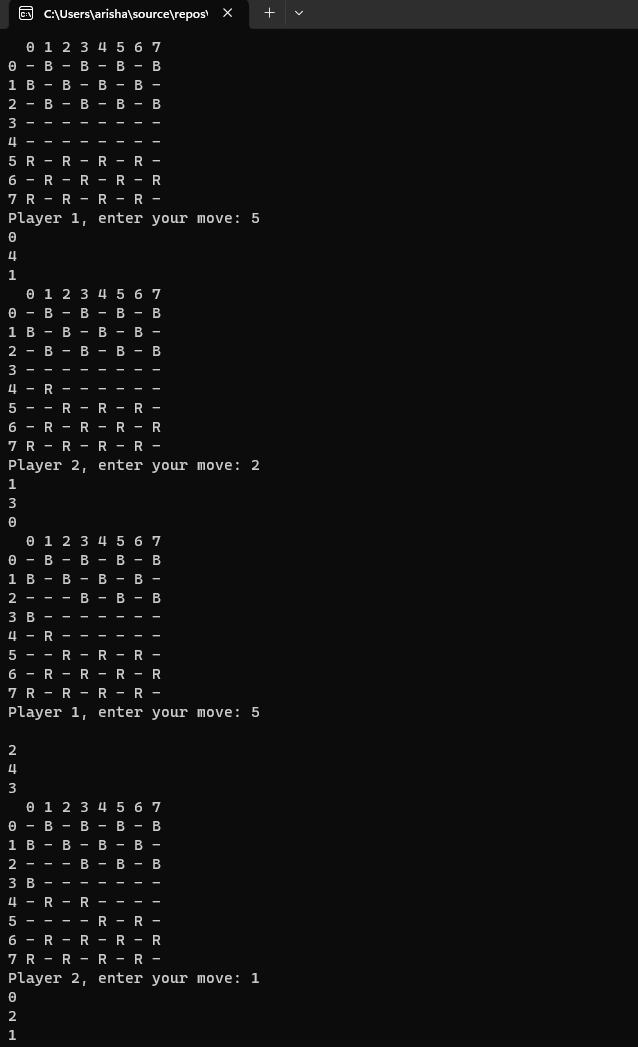 C:\Users\arisha\source\repos\
  0 1 2 3 4 5 6 7
0 - B - B - B - B
1 B - B - B - B -
2 - B - B - B - B
3 - - - - - - - -
4 - - - - - - - -
5 R - R - R - R -
6 - R - R - R - R
7 R - R - R - R -
Player 1, enter your move: 5
0
4
1
  0 1 2 3 4 5 6 7
0 - B - B - B - B
1 B - B - B - B -
2 - B - B - B - B
3 - - - - - - - -
4 - R - - - - - -
5 - - R - R - R -
6 - R - R - R - R
7 R - R - R - R -
Player 2, enter your move: 2
1
3
0
  0 1 2 3 4 5 6 7
0 - B - B - B - B
1 B - B - B - B -
2 - - - B - B - B
3 B - - - - - - -
4 - R - - - - - -
5 - - R - R - R -
6 - R - R - R - R
7 R - R - R - R -
Player 1, enter your move: 5

2
4
3
  0 1 2 3 4 5 6 7
0 - B - B - B - B
1 B - B - B - B -
2 - - - B - B - B
3 B - - - - - - -
4 - R - R - - - -
5 - - - - R - R -
6 - R - R - R - R
7 R - R - R - R -
Player 2, enter your move: 1
0
2
1